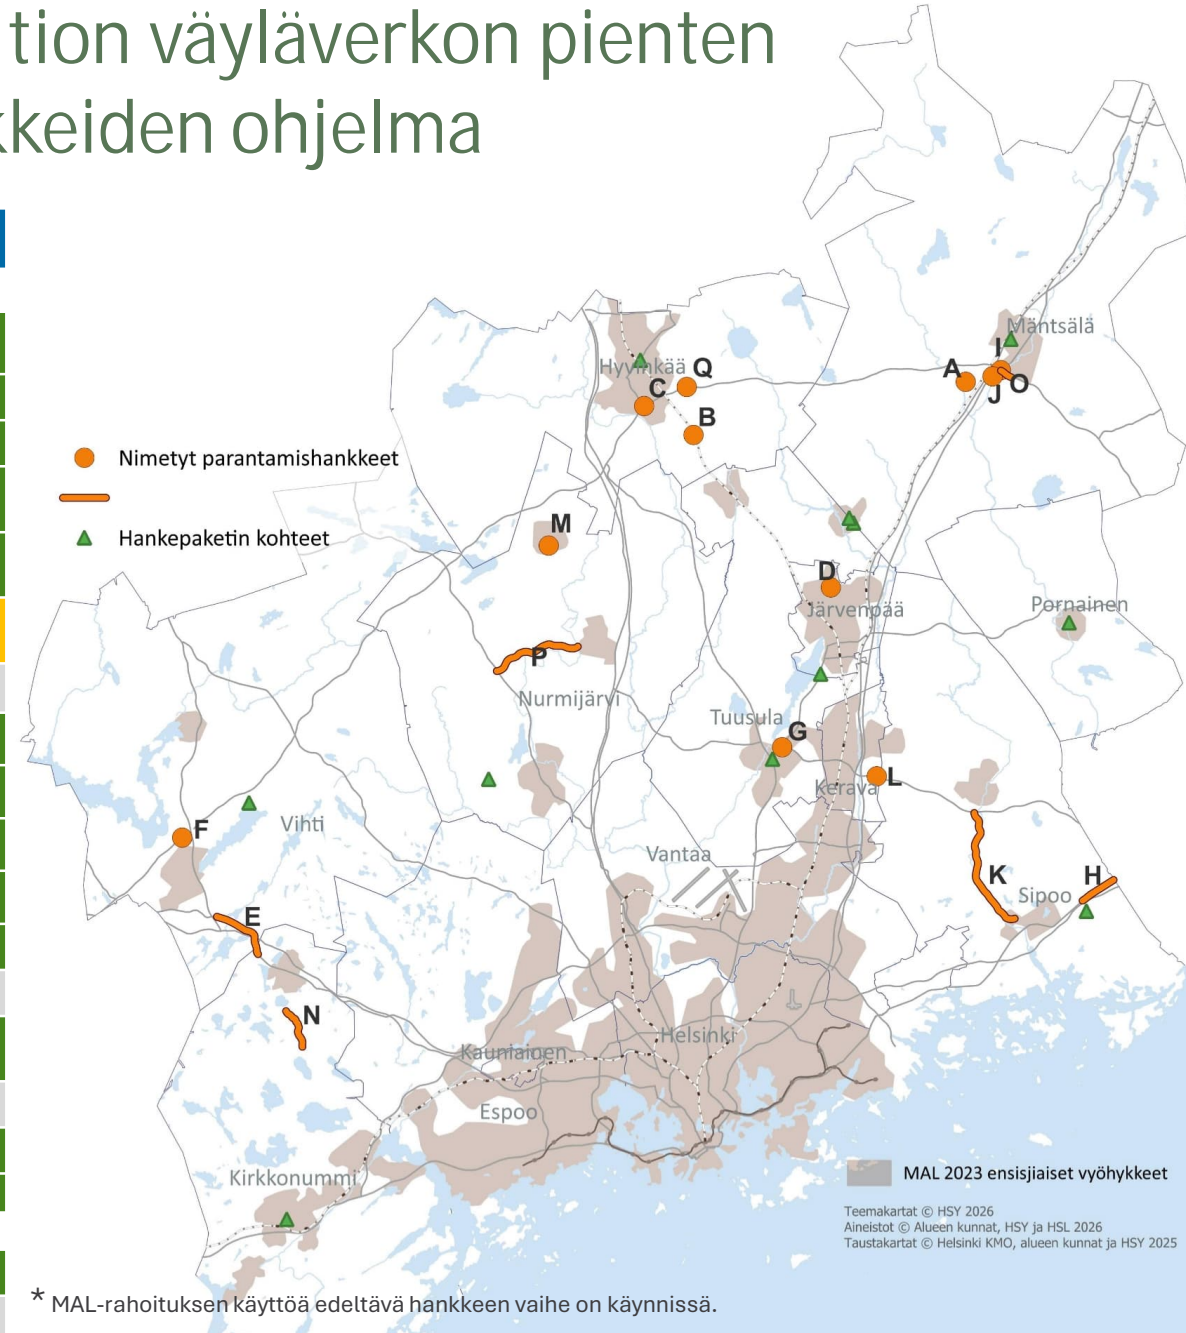 tion väyläverkon pienten
kkeiden ohjelma
Nimetyt parantamishankkeet
Hankepaketin kohteet
Mäntsälä
I
A
J
O
Hyvinkää
Q
C
B
M
D
Järvenpää
Pornainen
P
Nurmijärvi
Tuusula
G
L
Kerava
F
Vihti
Vantaa
K
H
Sipoo
E
N
Helsinki
Kauniainen
Espoo
Kirkkonummi
MAL 2023 ensisjiaiset vyöhykkeet
Teemakartat © HSY 2026
Aineistot © Alueen kunnat, HSY ja HSL 2026
Taustakartat © Helsinki KMO, alueen kunnat ja HSY 2025
* MAL-rahoituksen käyttöä edeltävä hankkeen vaihe on käynnissä.